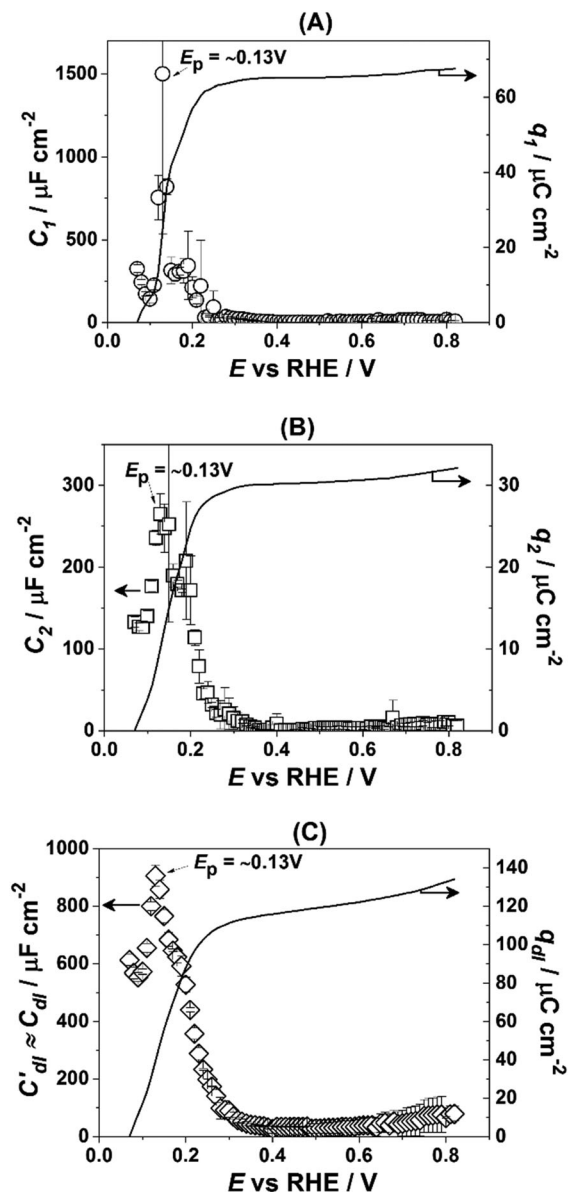 (A)
E_p = ~0.13V
1500
1000
750
500
250
0
C_1 / μF cm^-2
60
40
20
0
q_1 / μC cm^-2
0.0 0.2 0.4 0.6 0.8
E vs RHE / V
(B)
E_p = ~0.13V
300
200
100
0
C_2 / μF cm^-2
30
20
10
0
q_2 / μC cm^-2
0.0 0.2 0.4 0.6 0.8
E vs RHE / V
(C)
E_p = ~0.13V
1000
800
600
400
200
0
C'_dl ≈ C_dl / μF cm^-2
140
120
100
80
60
40
20
0
q_dl / μC cm^-2
0.0 0.2 0.4 0.6 0.8
E vs RHE / V